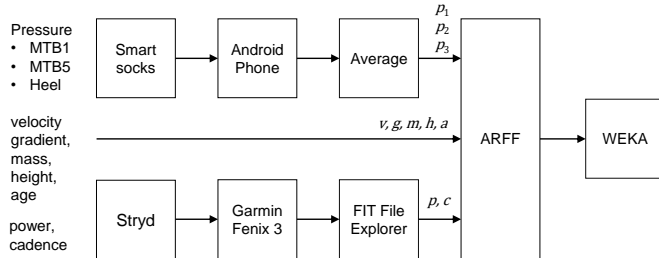 Pressure
• MTB1
• MTB5
• Heel
Smart
socks
Android
Phone
Average
p₁
p₂
p₃
velocity
gradient,
mass,
height,
age
v, g, m, h, a
ARFF
WEKA
power,
cadence
Stryd
Garmin
Fenix 3
FIT File
Explorer
p, c